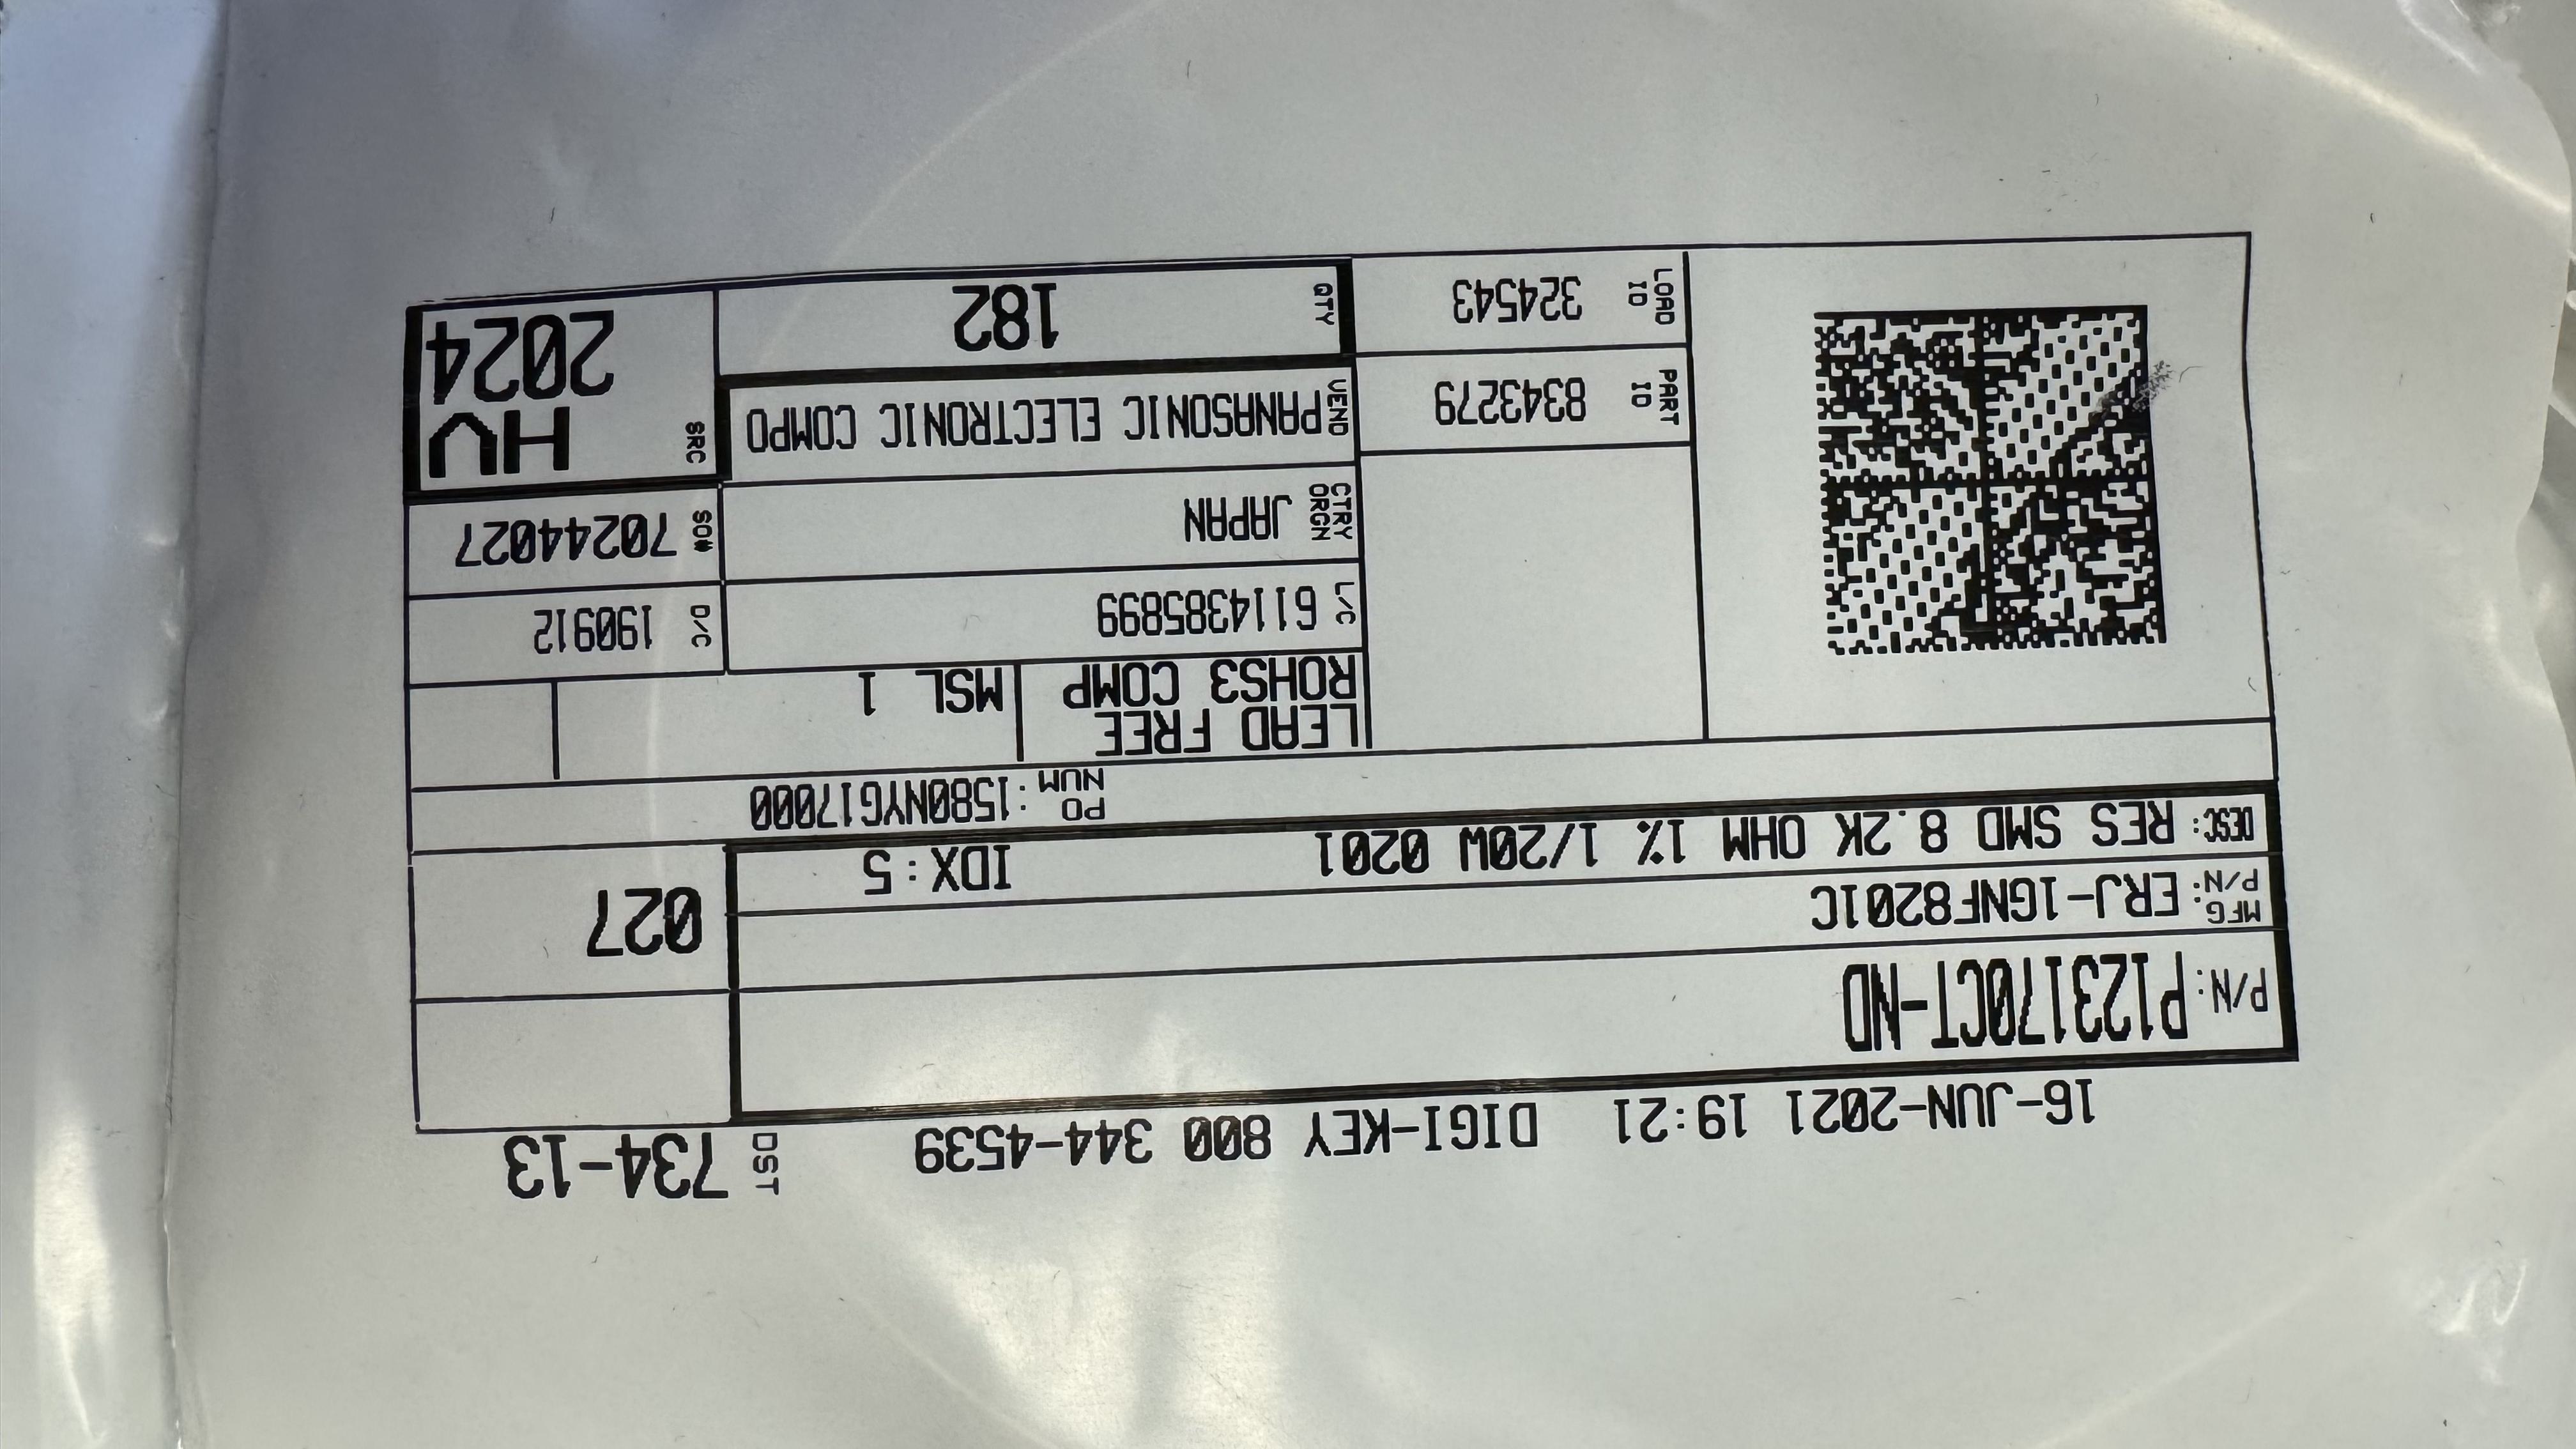 16-JUN-2021 19:21 DIGI-KEY 800 344-4539
DST 734-13
P/N: P123170CT-ND
MFG P/N: ERJ-1GNF8201C
027
DESC: RES SMD 8.2K OHM 1% 1/20W 0201
IDX:5
PO NUM :1580NYG17000
LEAD FREE
ROHS3 COMP
MSL 1
L/C 6114385899
D/C 190912
CTRY ORGN JAPAN
SO# 70244027
PART ID 8343279
VEND PANASONIC ELECTRONIC COMPO
SRC HV
2024
LOAD ID 324543
QTY 182